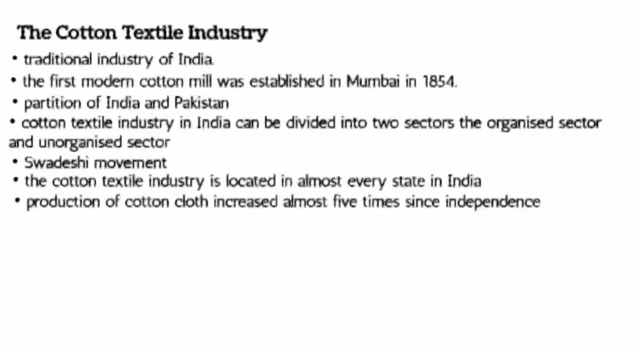 The Cotton Textile Industry
• traditional industry of India
• the first modern cotton mill was established in Mumbai in 1854.
• partition of India and Pakistan
• cotton textile industry in India can be divided into two sectors the organised sector
and unorganised sector
• Swadeshi movement
• the cotton textile industry is located in almost every state in India
• production of cotton cloth increased almost five times since independence